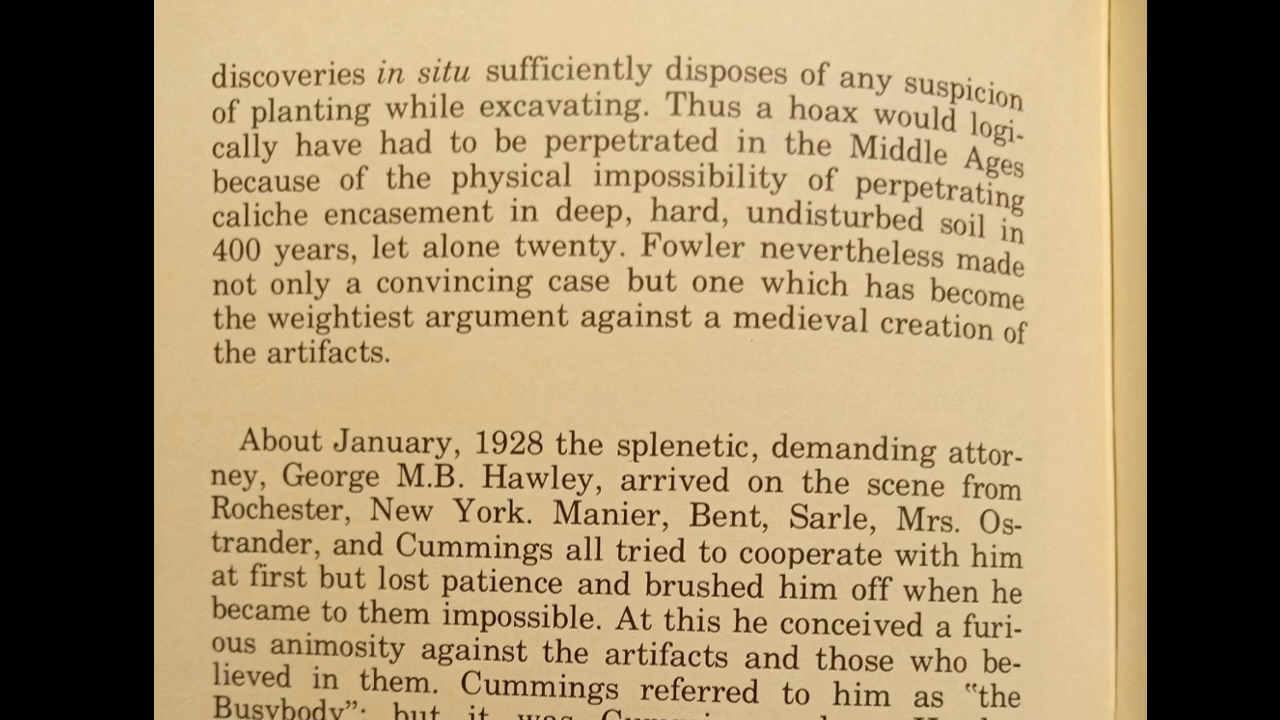 discoveries in situ sufficiently disposes of any suspicion
of planting while excavating. Thus a hoax would logi-
cally have had to be perpetrated in the Middle Ages
because of the physical impossibility of perpetrating
caliche encasement in deep, hard, undisturbed soil in
400 years, let alone twenty. Fowler nevertheless made
not only a convincing case but one which has become
the weightiest argument against a medieval creation of
the artifacts.
About January, 1928 the splenetic, demanding attor-
ney, George M.B. Hawley, arrived on the scene from
Rochester, New York. Manier, Bent, Sarle, Mrs. Os-
trander, and Cummings all tried to cooperate with him
at first but lost patience and brushed him off when he
became to them impossible. At this he conceived a furi-
ous animosity against the artifacts and those who be-
lieved in them. Cummings referred to him as "the
Busybody"; but it was